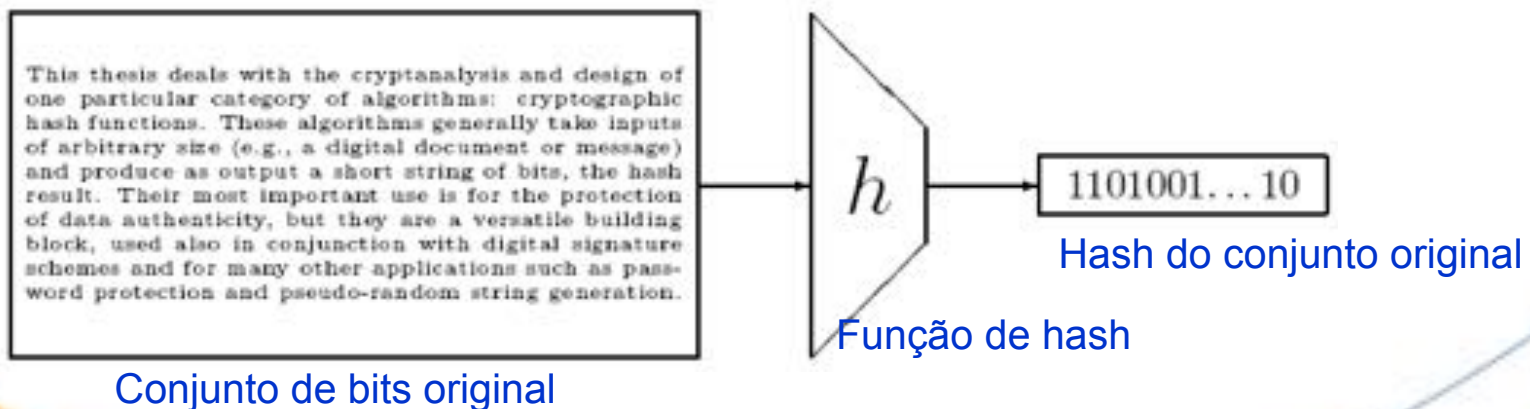 This thesis deals with the cryptanalysis and design of
one particular category of algorithms: cryptographic
hash functions. These algorithms generally take inputs
of arbitrary size (e.g., a digital document or message)
and produce as output a short string of bits, the hash
result. Their most important use is for the protection
of data authenticity, but they are a versatile building
block, used also in conjunction with digital signature
schemes and for many other applications such as pass-
word protection and pseudo-random string generation.
h
1101001...10
Hash do conjunto original
Função de hash
Conjunto de bits original